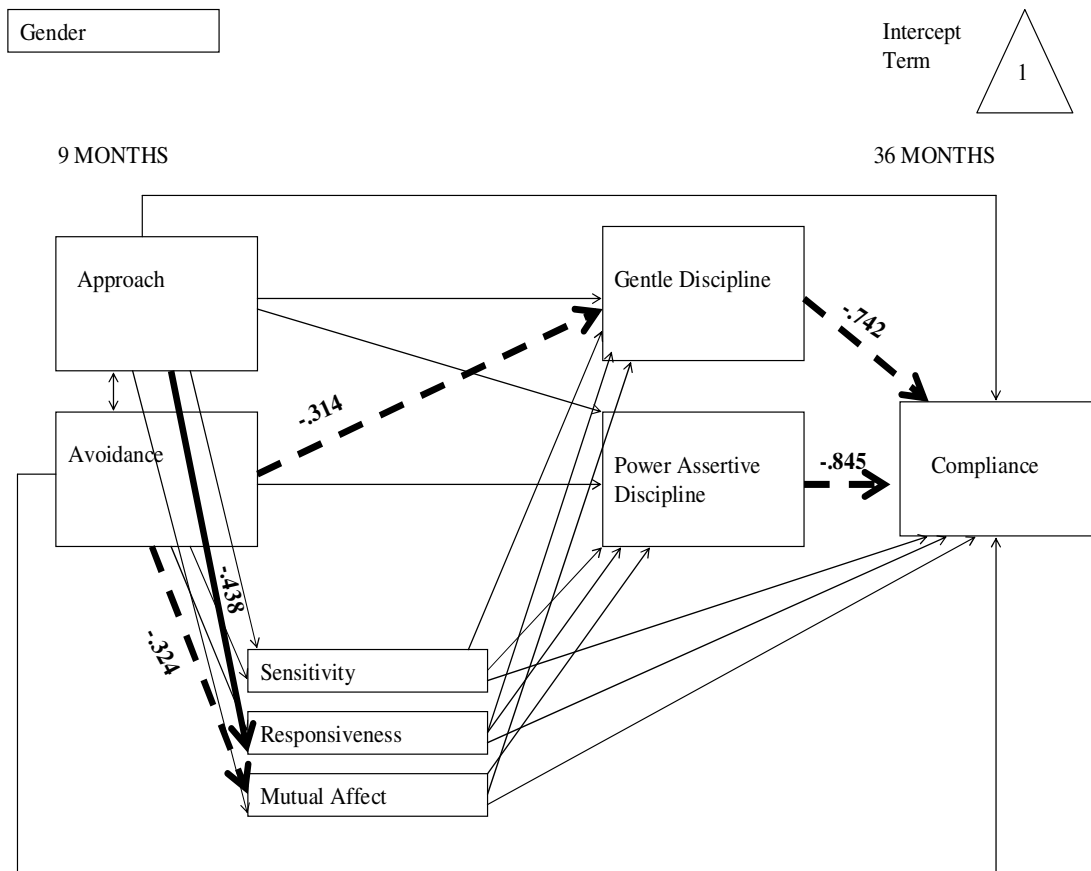 Gender
Intercept
Term
1
9 MONTHS
36 MONTHS
Approach
Gentle Discipline
-.742
-.314
Avoidance
Power Assertive
Discipline
-.845
Compliance
-.438
-.324
Sensitivity
Responsiveness
Mutual Affect